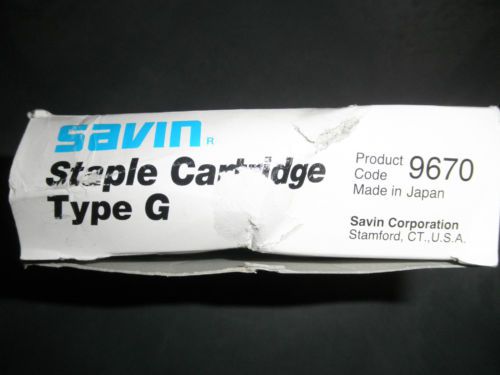 savin R
Staple Cartridge
Type G
Product Code 9670
Made in Japan
Savin Corporation
Stamford, CT.,U.S.A.